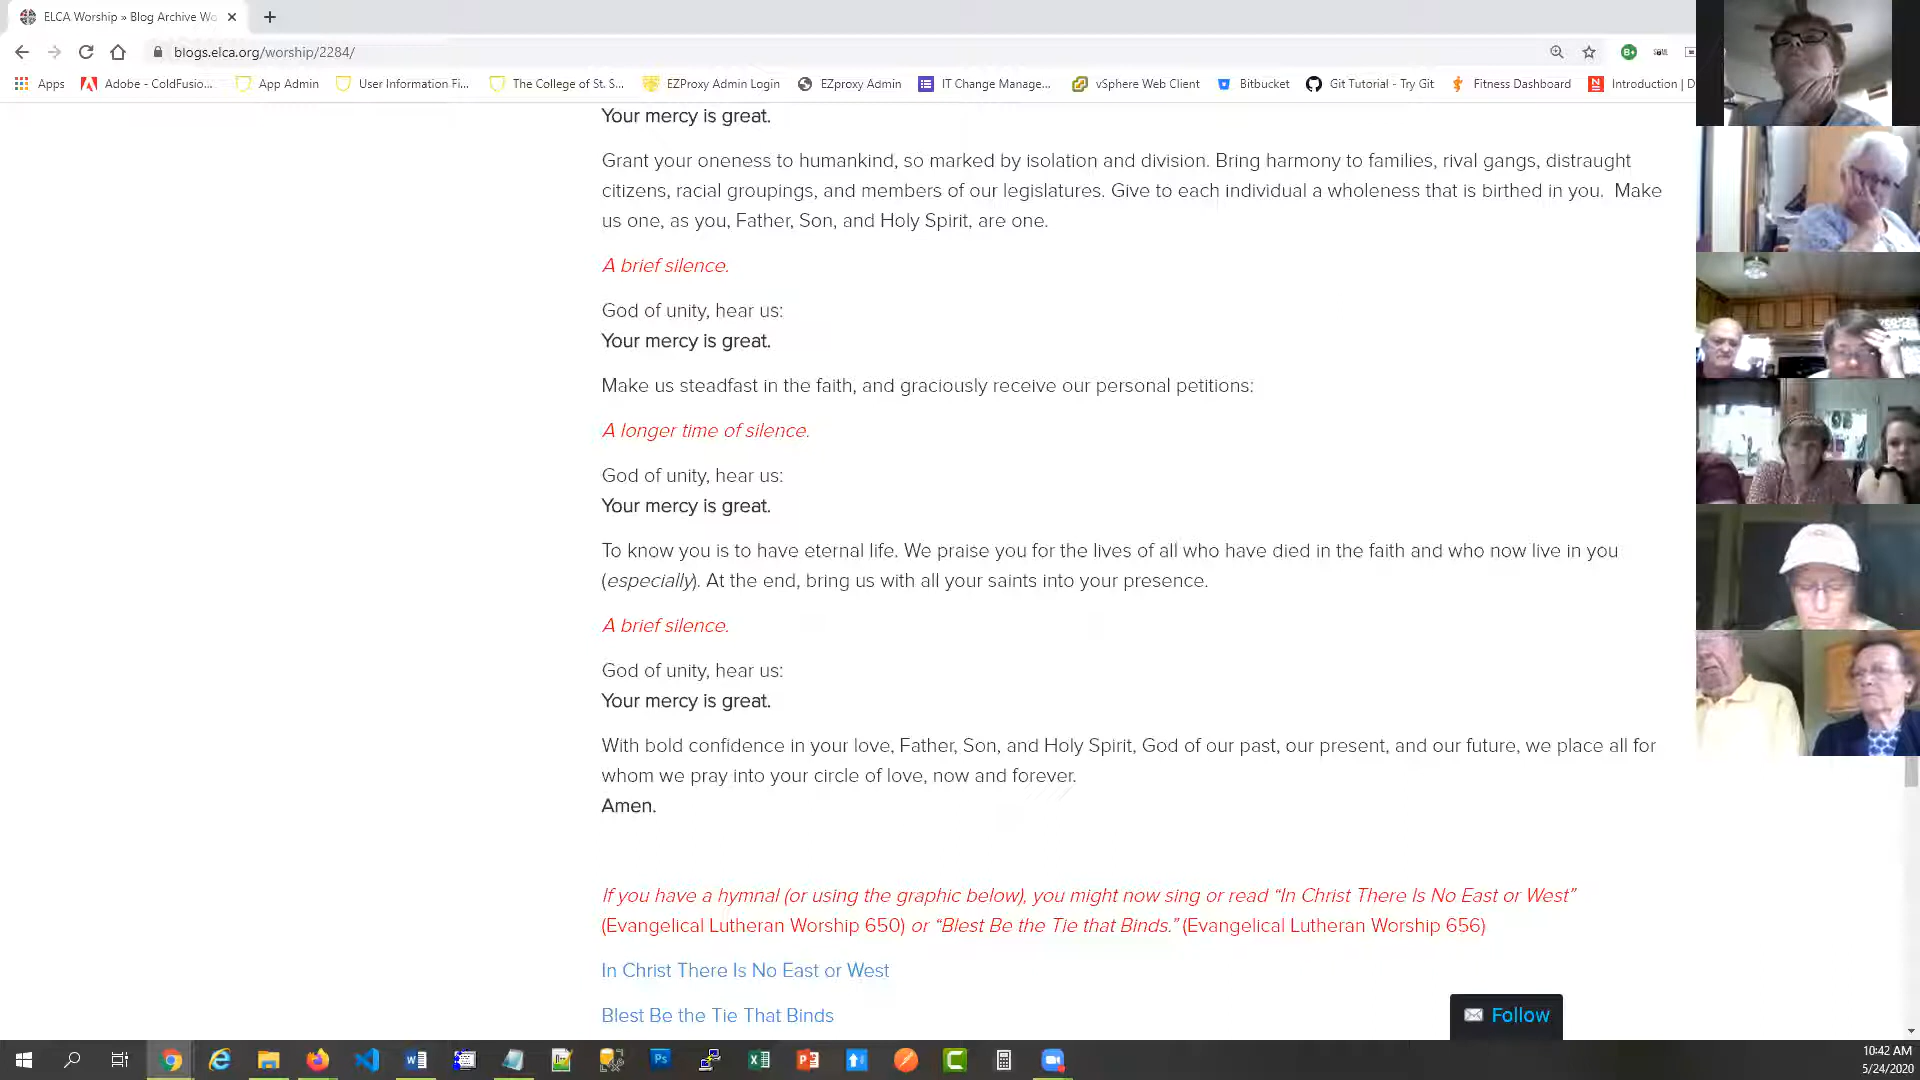 ELCA Worship » Blog Archive Wo
blogs.elca.org/worship/2284/
Apps
Adobe - ColdFusio...
App Admin
User Information Fi...
The College of St. S...
EZProxy Admin Login
EZproxy Admin
IT Change Manage...
vSphere Web Client
Bitbucket
Git Tutorial - Try Git
Fitness Dashboard
Introduction | D
Your mercy is great.
Grant your oneness to humankind, so marked by isolation and division. Bring harmony to families, rival gangs, distraught
citizens, racial groupings, and members of our legislatures. Give to each individual a wholeness that is birthed in you.  Make
us one, as you, Father, Son, and Holy Spirit, are one.
A brief silence.
God of unity, hear us:
Your mercy is great.
Make us steadfast in the faith, and graciously receive our personal petitions:
A longer time of silence.
God of unity, hear us:
Your mercy is great.
To know you is to have eternal life. We praise you for the lives of all who have died in the faith and who now live in you
(especially). At the end, bring us with all your saints into your presence.
A brief silence.
God of unity, hear us:
Your mercy is great.
With bold confidence in your love, Father, Son, and Holy Spirit, God of our past, our present, and our future, we place all for
whom we pray into your circle of love, now and forever.
Amen.
If you have a hymnal (or using the graphic below), you might now sing or read “In Christ There Is No East or West”
(Evangelical Lutheran Worship 650) or “Blest Be the Tie that Binds.” (Evangelical Lutheran Worship 656)
In Christ There Is No East or West
Blest Be the Tie That Binds
Follow
10:42 AM
5/24/2020